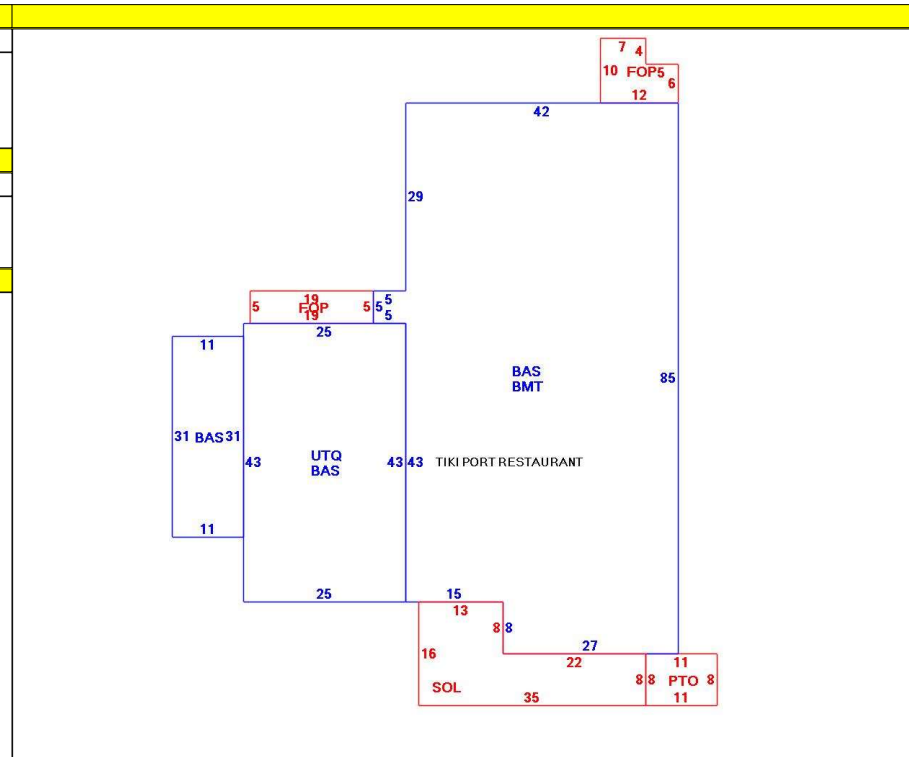 7 4
10 FOP 5
6
12
42
29
19
5 FOP 5 5 5
19 5
25
11
BAS
BMT
85
31 BAS 31
UTQ
BAS
43 43 43 TIKI PORT RESTAURANT
11
25 15
13
8 8
27
16 22 11
8 8 PTO 8
SOL
35 11